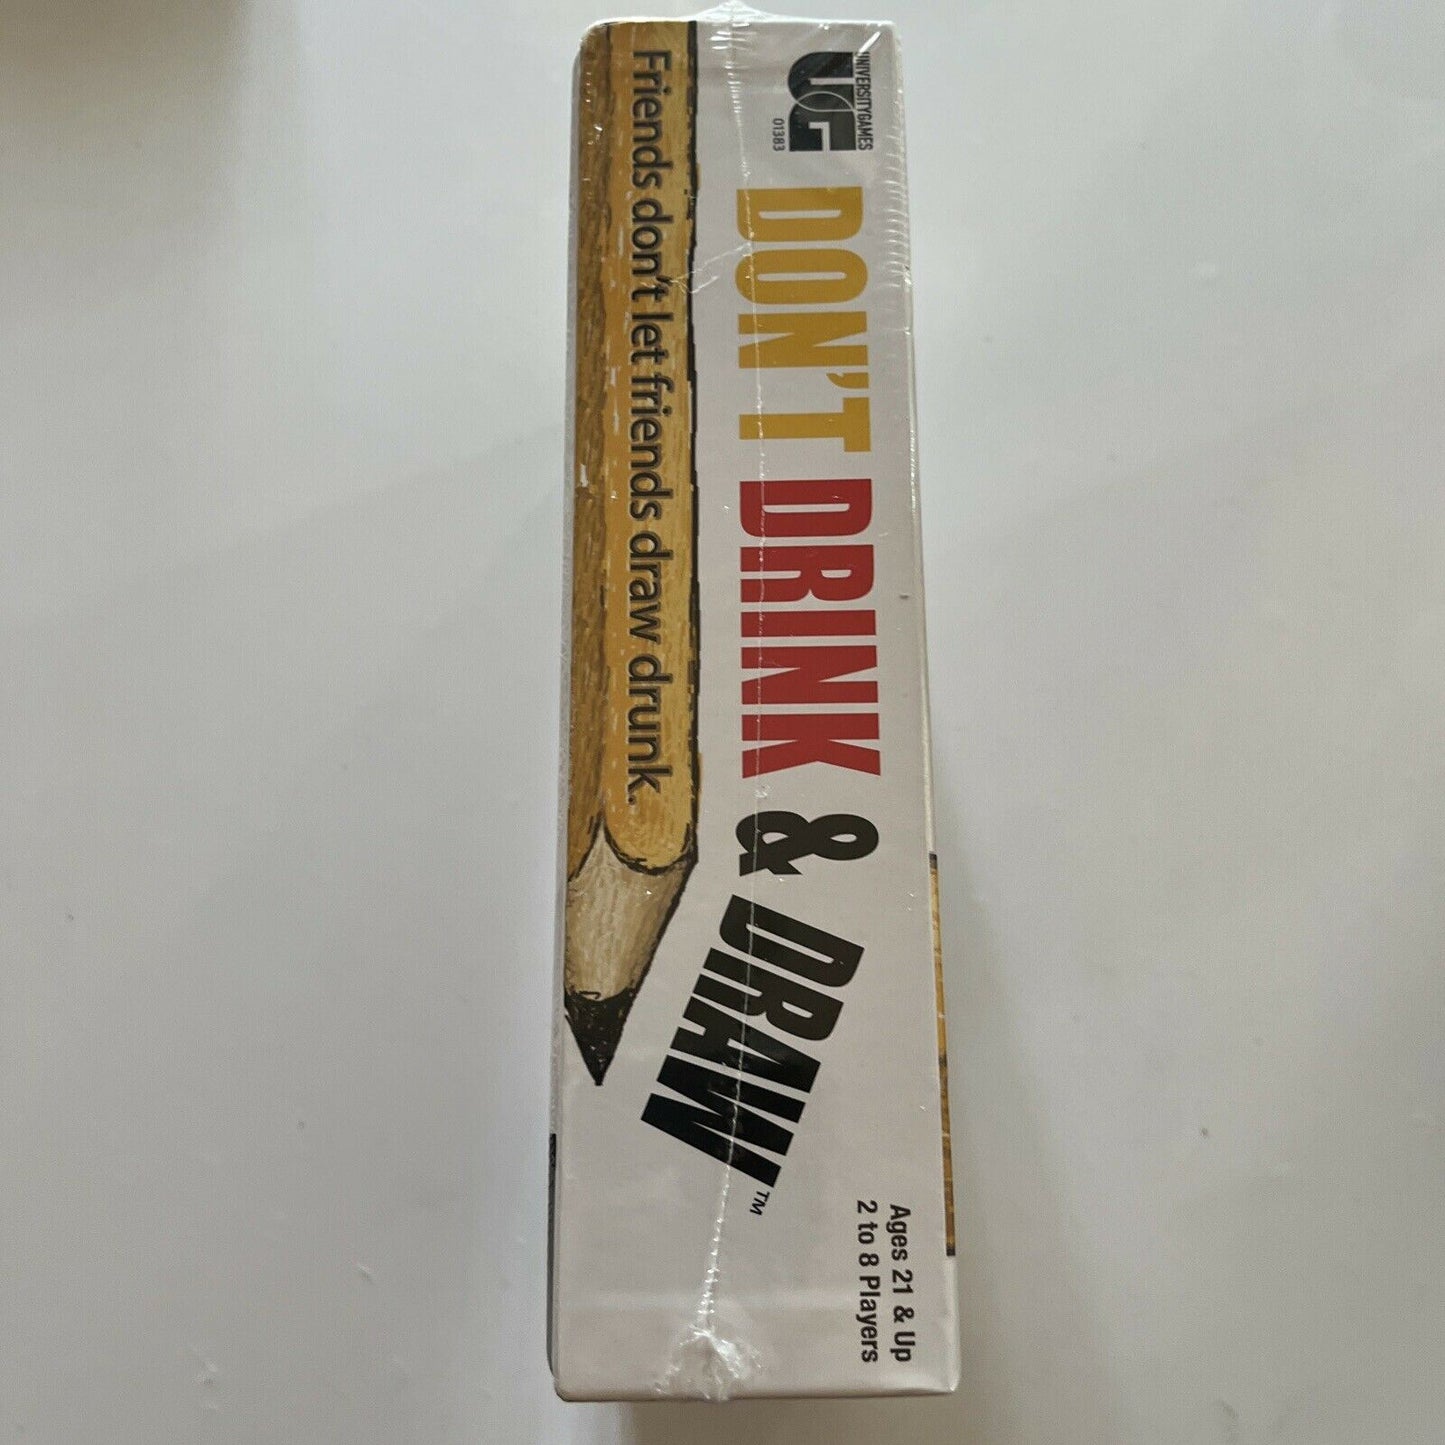 UNIVERSITYGAMES
UG
01383
DON'T DRINK & DRAW™
Friends don't let friends draw drunk.
Ages 21 & Up
2 to 8 Players